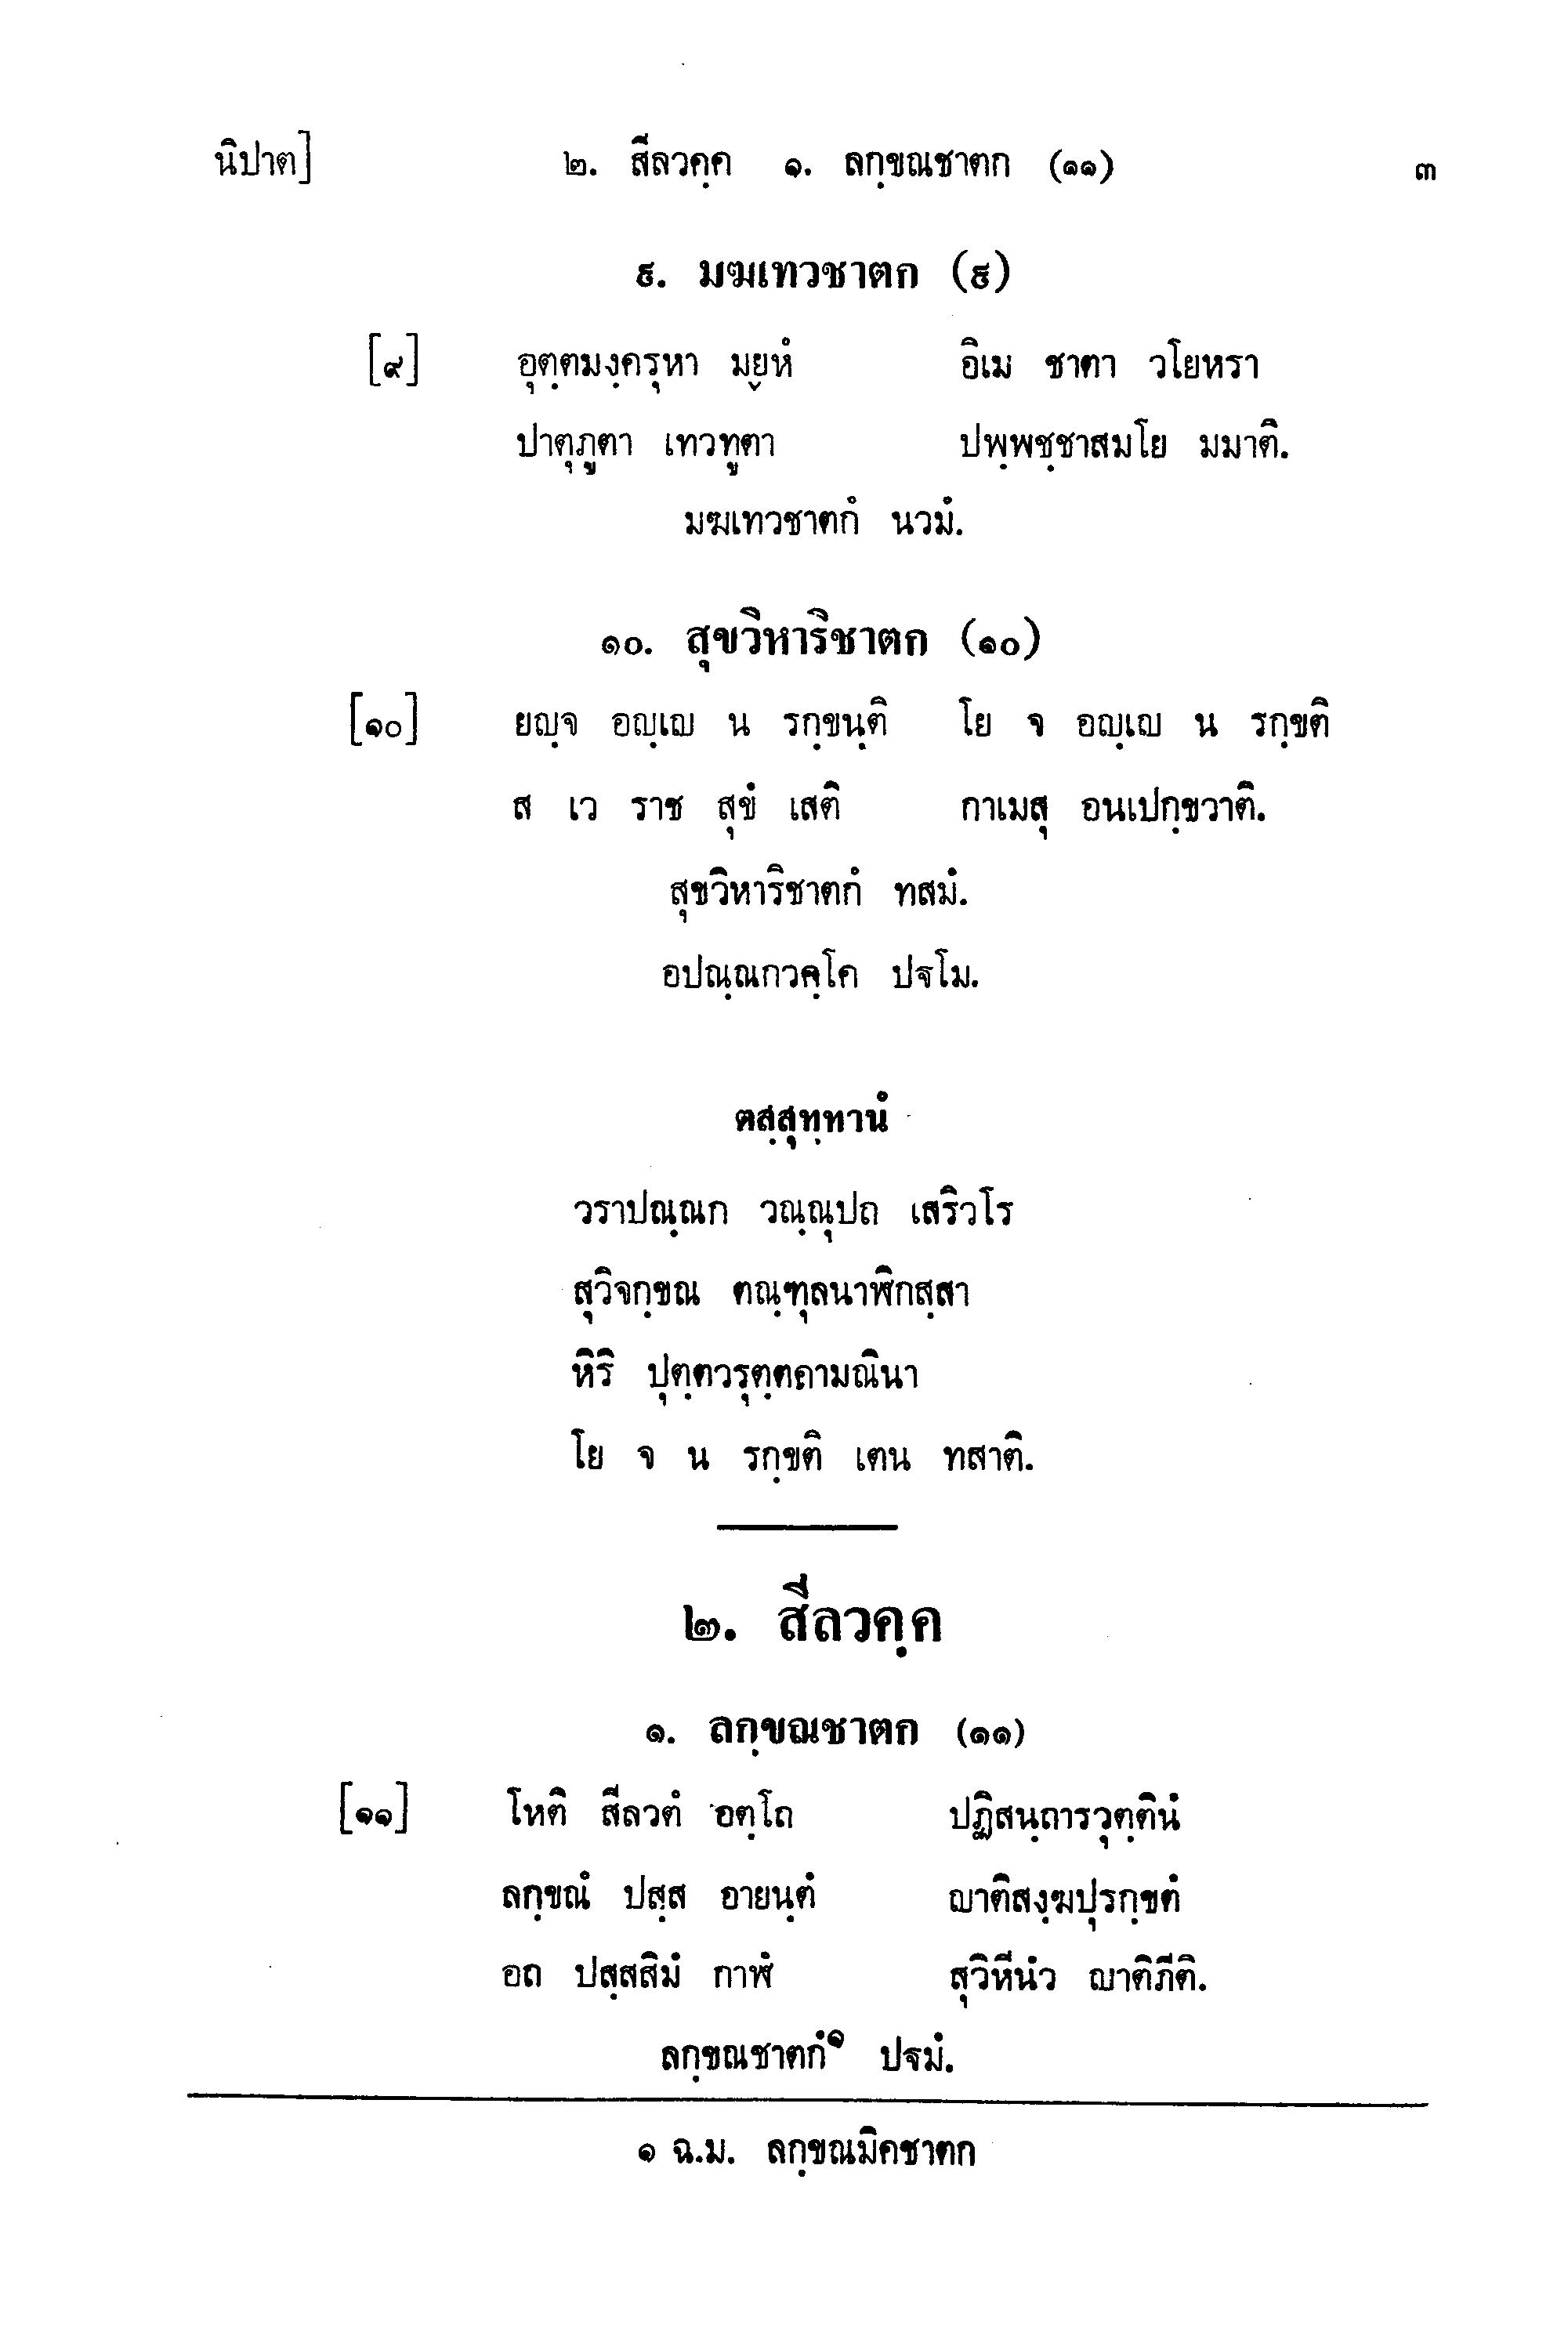 นิปาต] ๒. สีลวคฺค ๑. ลกฺขณชาตก (๑๑) ๓
๙. มฆเทวชาตก (๙)
[๙] อุตฺตมงฺครุหา มยฺหํ อิเม ชาตา วโยหรา
ปาตุภูตา เทวทูตา ปพฺพชฺชาสมโย มมาติ.
มฆเทวชาตกํ นวมํ.
๑๐. สุขวิหาริชาตก (๑๐)
[๑๐] ยญฺจ อญฺเญ น รกฺขนฺติ โย จ อญฺเญ น รกฺขติ
ส เว ราช สุขํ เสติ กาเมสุ อนเปกฺขวาติ.
สุขวิหาริชาตกํ ทสมํ.
อปณฺณกวคฺโค ปฐโม.
ตสฺสุทฺทานํ
วราปณฺณก วณฺณุปถ เสริวโร
สุวิจกฺขณ ตณฺฑุลนาฬิกสฺสา
หิริ ปุตฺตวรุตฺตคามณินา
โย จ น รกฺขติ เตน ทสาติ.
๒. สีลวคฺค
๑. ลกฺขณชาตก (๑๑)
[๑๑] โหติ สีลวตํ อตฺโถ ปฏิสนฺถารวุตฺตินํ
ลกฺขณํ ปสฺส อายนฺตํ ญาติสงฺฆปุรกฺขตํ
อถ ปสฺสสิมํ กาฬํ สุวิหีนํว ญาติภีติ.
ลกฺขณชาตกํ๑ ปฐมํ.
๑ ฉ.ม. ลกฺขณมิคชาตก